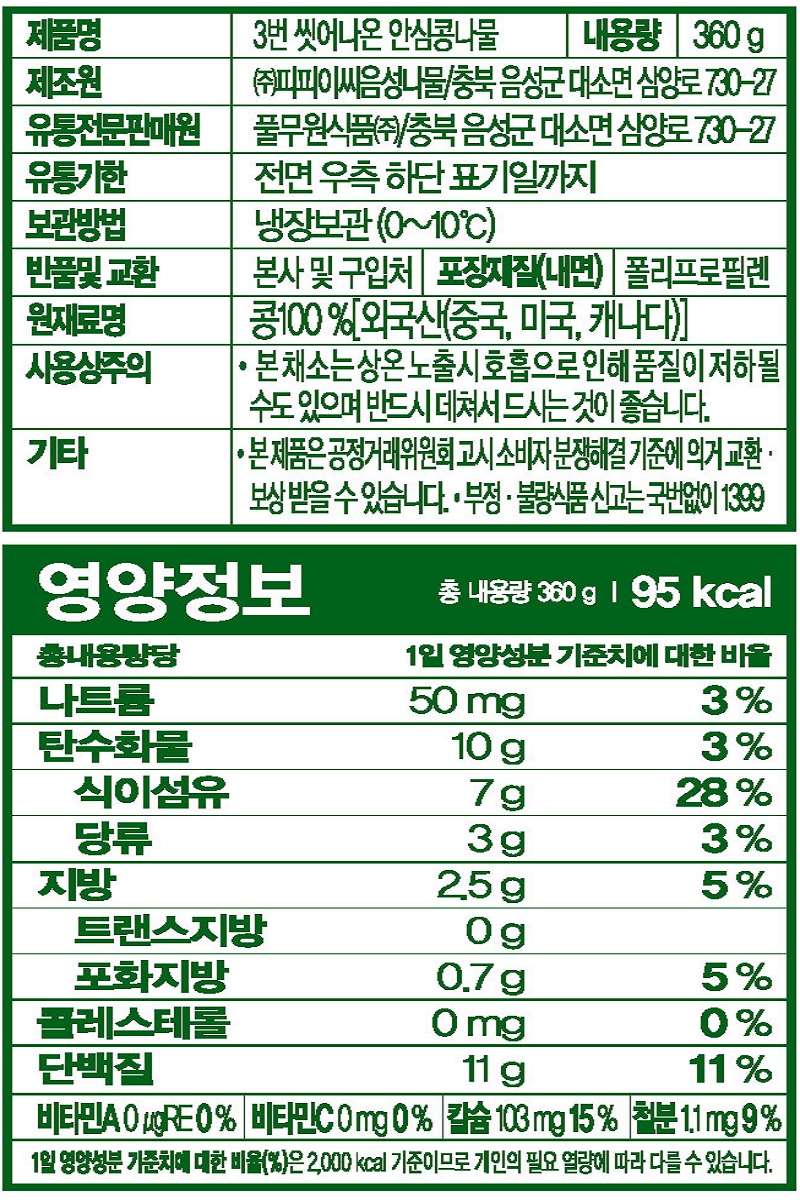 제품명 3번 씻어나온 안심콩나물 내용량 360 g
제조원 ㈜피피이씨음성나물/충북 음성군 대소면 삼양로 730-27
유통전문판매원 풀무원식품㈜/충북 음성군 대소면 삼양로 730-27
유통기한 전면 우측 하단 표기일까지
보관방법 냉장보관 (0~10℃)
반품및 교환 본사 및 구입처 포장재질(내면) 폴리프로필렌
원재료명 콩100 %[외국산(중국, 미국, 캐나다)]
사용상주의 • 본 채소는 상온 노출시 호흡으로 인해 품질이 저하될
수도 있으며 반드시 데쳐서 드시는 것이 좋습니다.
기타 • 본 제품은 공정거래위원회 고시 소비자 분쟁해결 기준에 의거 교환 ·
보상 받을 수 있습니다. • 부정 · 불량식품 신고는 국번없이 1399
영양정보 총 내용량 360 g | 95 kcal
총내용량당 1일 영양성분 기준치에 대한 비율
나트륨 50 mg 3 %
탄수화물 10 g 3 %
식이섬유 7 g 28 %
당류 3 g 3 %
지방 2.5 g 5 %
트랜스지방 0 g
포화지방 0.7 g 5 %
콜레스테롤 0 mg 0 %
단백질 11 g 11 %
비타민A 0 μgRE 0 % 비타민C 0 mg 0 % 칼슘 103 mg 15 % 철분 1.1 mg 9 %
1일 영양성분 기준치에 대한 비율(%)은 2,000 kcal 기준이므로 개인의 필요 열량에 따라 다를 수 있습니다.